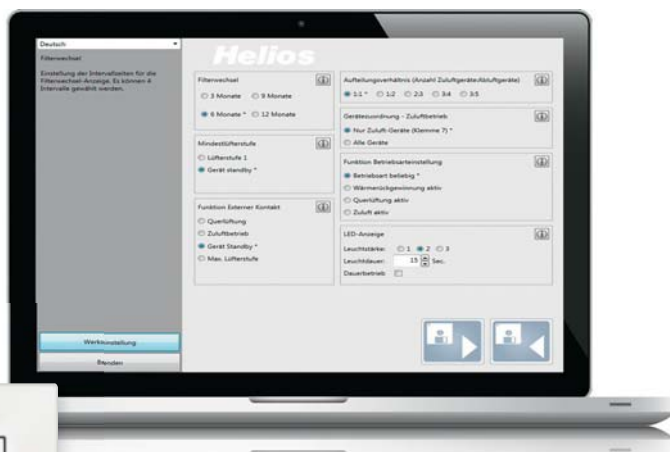 Deutsch
Filterwechsel
Einstellung der Intervallzeiten für die
Filterwechsel-Anzeige. Es können 4
Intervalle gewählt werden.
Werkseinstellung
Beenden
Helios
Filterwechsel
3 Monate 9 Monate
6 Monate * 12 Monate
Mindestlüfterstufe
Lüfterstufe 1
Gerät standby *
Funktion Externer Kontakt
Querlüftung
Zuluftbetrieb
Gerät Standby *
Max. Lüfterstufe
Aufteilungsverhältnis (Anzahl Zuluftgeräte/Abluftgeräte)
1:1 * 1:2 2:3 3:4 3:5
Gerätezuordnung - Zuluftbetrieb
Nur Zuluft-Geräte (Klemme 7) *
Alle Geräte
Funktion Betriebsarteinstellung
Betriebsart beliebig *
Wärmerückgewinnung aktiv
Querlüftung aktiv
Zuluft aktiv
LED-Anzeige
Leuchtstärke: 1 2 3
Leuchtdauer: 15 Sec.
Dauerbetrieb